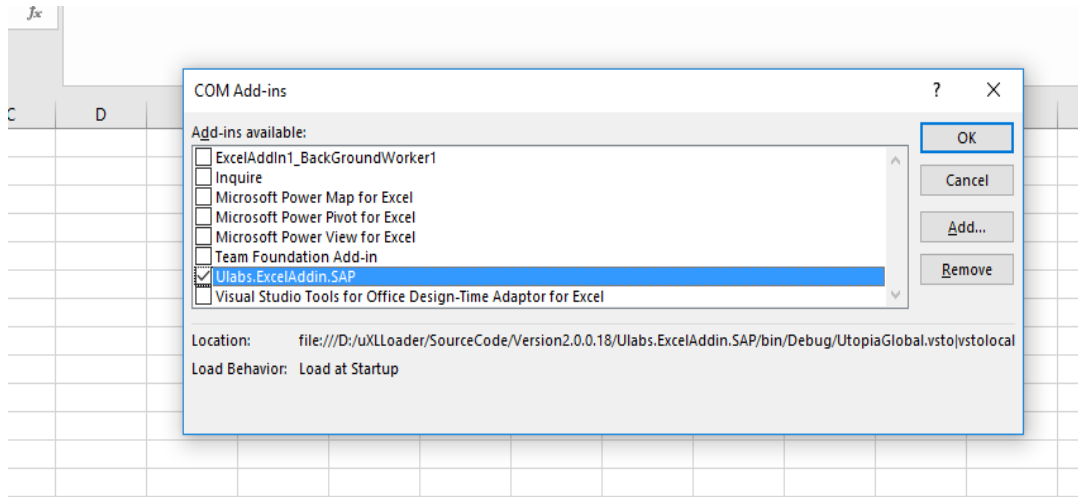 fx
C
D
COM Add-ins
?
Add-ins available:
ExcelAddIn1_BackGroundWorker1
Inquire
Microsoft Power Map for Excel
Microsoft Power Pivot for Excel
Microsoft Power View for Excel
Team Foundation Add-in
Ulabs.ExcelAddin.SAP
Visual Studio Tools for Office Design-Time Adaptor for Excel
OK
Cancel
Add...
Remove
Location: file:///D:/uXLLoader/SourceCode/Version2.0.0.18/Ulabs.ExcelAddin.SAP/bin/Debug/UtopiaGlobal.vsto|vstolocal
Load Behavior: Load at Startup